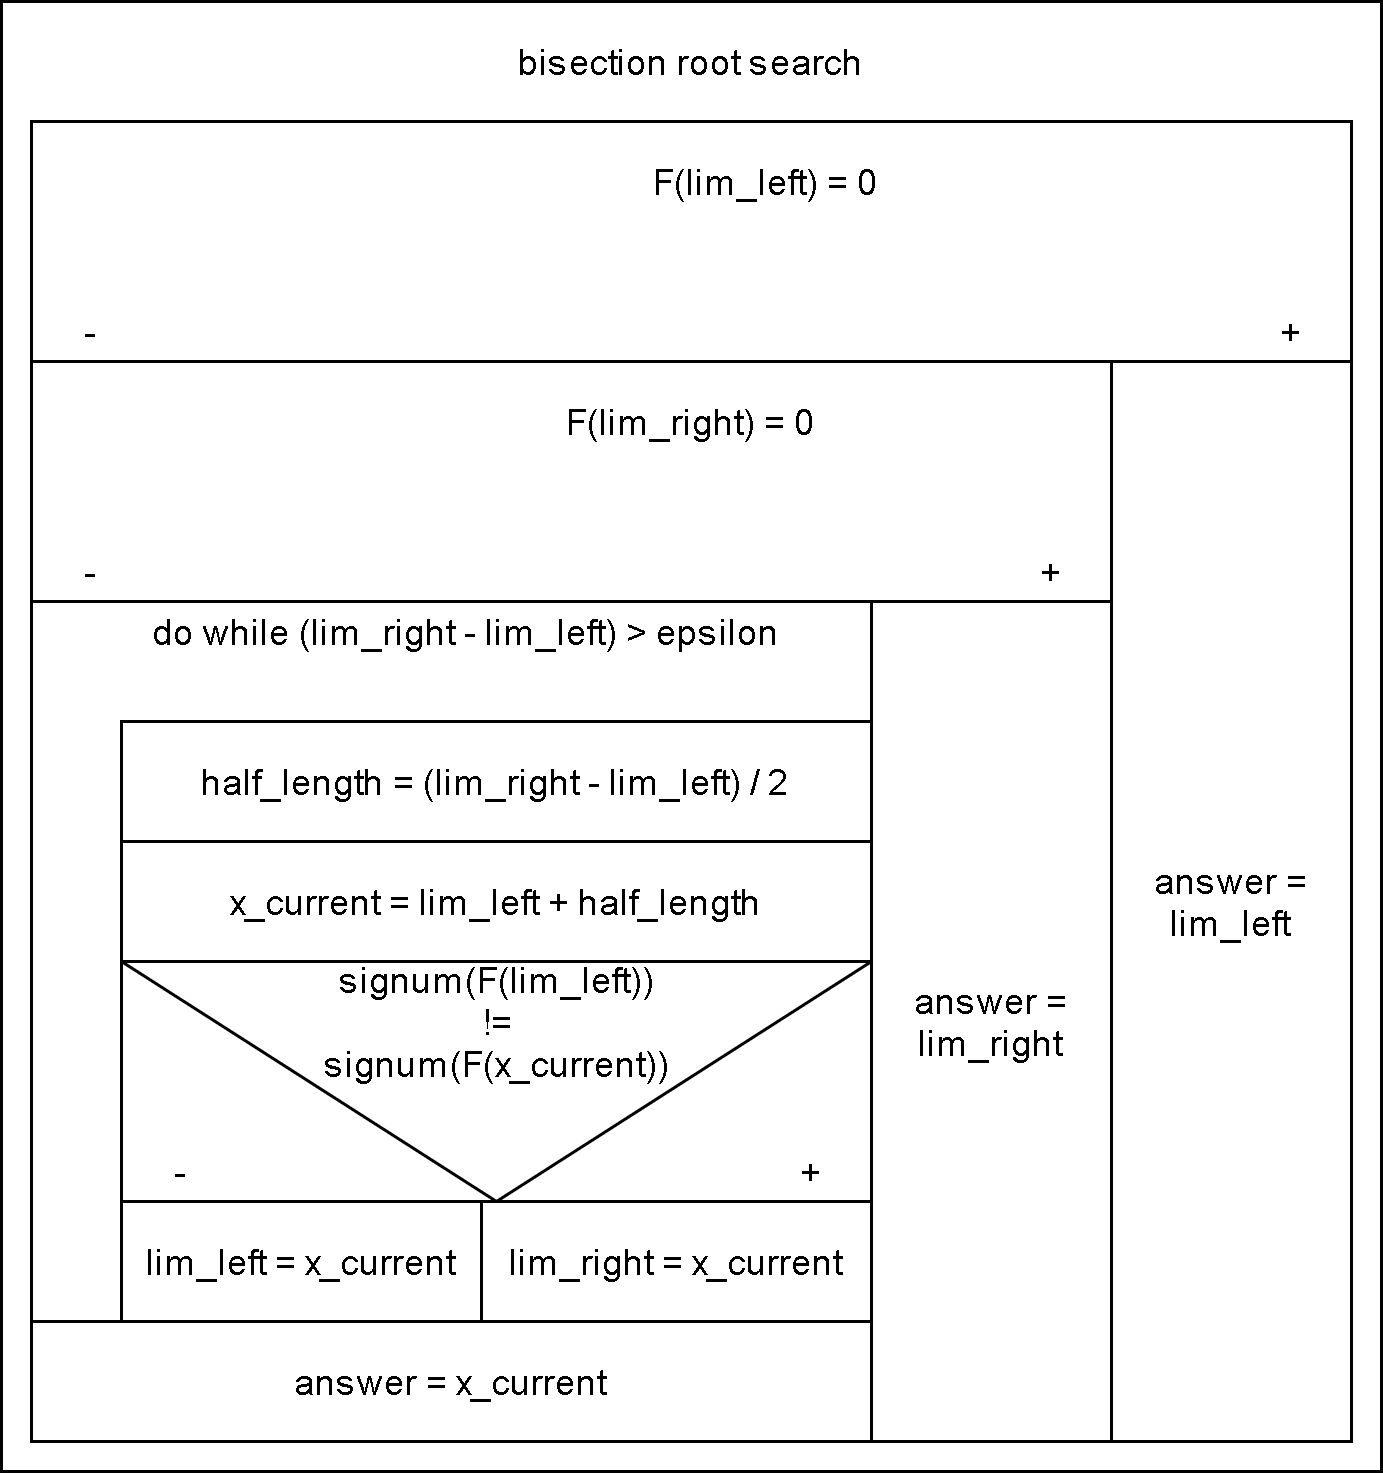 bisection root search
F(lim_left) = 0
-
+
F(lim_right) = 0
-
+
do while (lim_right - lim_left) > epsilon
half_length = (lim_right - lim_left) / 2
x_current = lim_left + half_length
signum(F(lim_left))
!=
signum(F(x_current))
-
+
lim_left = x_current
lim_right = x_current
answer = x_current
answer =
lim_right
answer =
lim_left